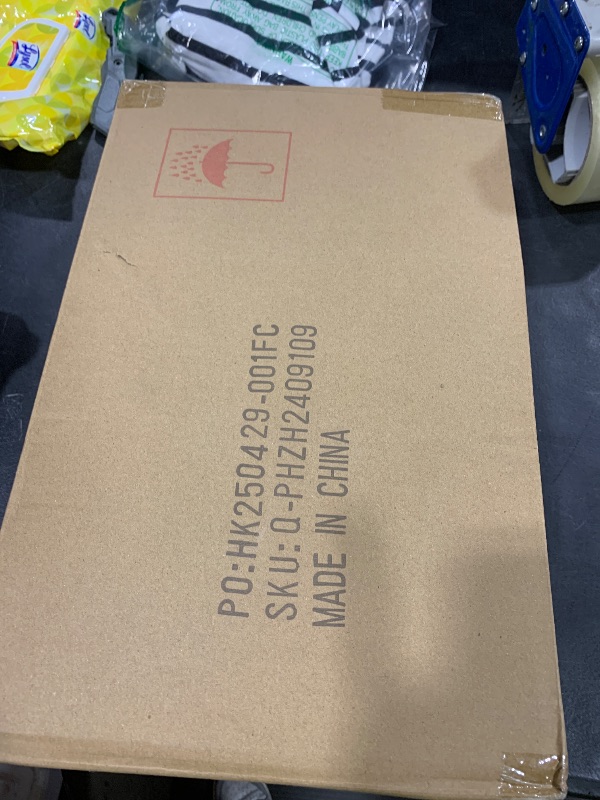 PO:HK250429-001FC
SKU:Q-PHZH2409109
MADE IN CHINA